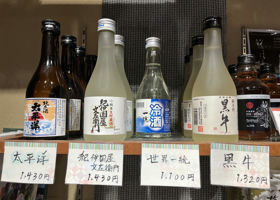 太平洋
紀伊国屋
文左衛門
冷酒
黒牛
太平洋
1,430円
紀伊国屋
文左衛門
1,430円
世界一統
1,100円
黒牛
1,320円